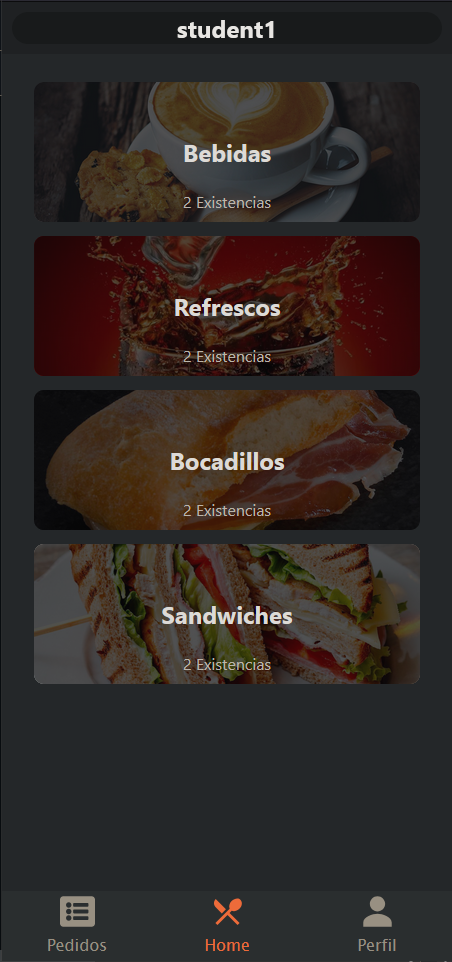 student1
Bebidas
2 Existencias
Refrescos
2 Existencias
Bocadillos
2 Existencias
Sandwiches
2 Existencias
Pedidos
Home
Perfil